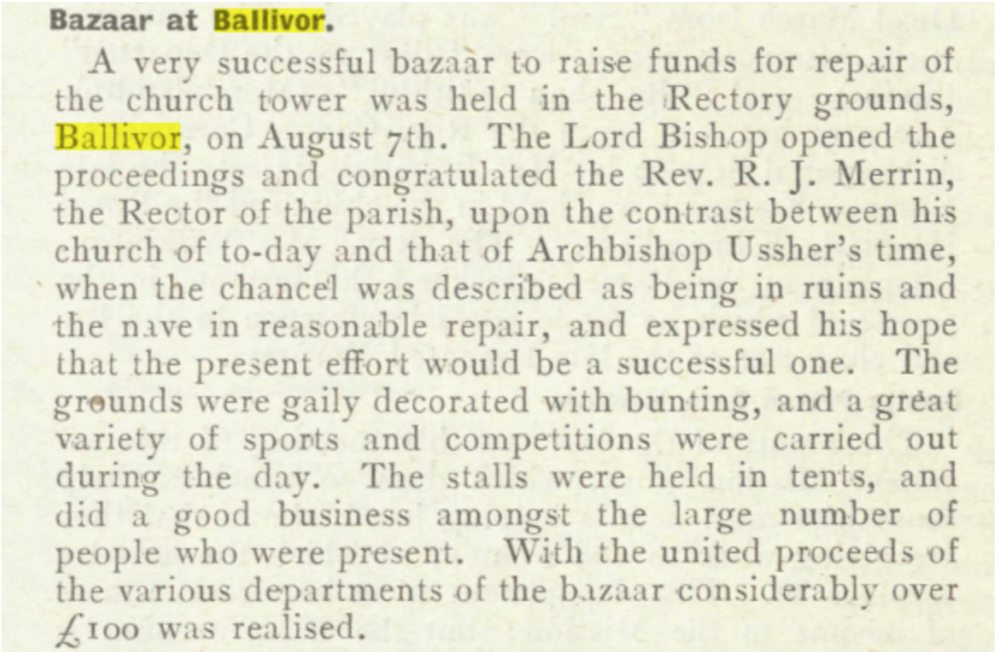 Bazaar at Ballivor.
A very successful bazaar to raise funds for repair of
the church tower was held in the Rectory grounds,
Ballivor, on August 7th. The Lord Bishop opened the
proceedings and congratulated the Rev. R. J. Merrin,
the Rector of the parish, upon the contrast between his
church of to-day and that of Archbishop Ussher's time,
when the chancel was described as being in ruins and
the nave in reasonable repair, and expressed his hope
that the present effort would be a successful one. The
grounds were gaily decorated with bunting, and a great
variety of sports and competitions were carried out
during the day. The stalls were held in tents, and
did a good business amongst the large number of
people who were present. With the united proceeds of
the various departments of the bazaar considerably over
£100 was realised.